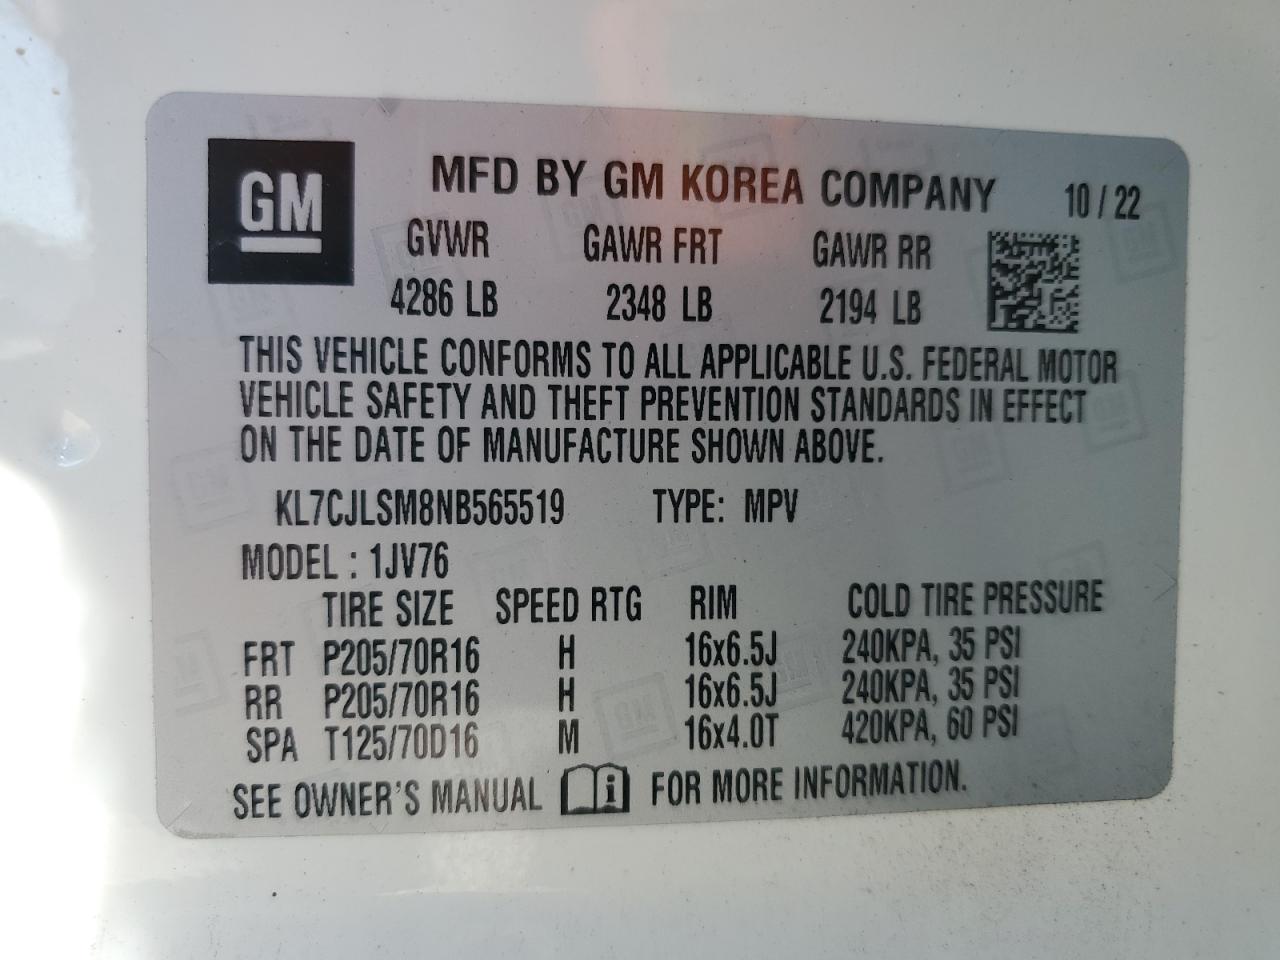 GM
MFD BY GM KOREA COMPANY 10 / 22
GVWR GAWR FRT GAWR RR
4286 LB 2348 LB 2194 LB
THIS VEHICLE CONFORMS TO ALL APPLICABLE U.S. FEDERAL MOTOR
VEHICLE SAFETY AND THEFT PREVENTION STANDARDS IN EFFECT
ON THE DATE OF MANUFACTURE SHOWN ABOVE.
KL7CJLSM8NB565519 TYPE: MPV
MODEL : 1JV76
TIRE SIZE SPEED RTG RIM COLD TIRE PRESSURE
FRT P205/70R16 H 16x6.5J 240KPA, 35 PSI
RR P205/70R16 H 16x6.5J 240KPA, 35 PSI
SPA T125/70D16 M 16x4.0T 420KPA, 60 PSI
SEE OWNER'S MANUAL i FOR MORE INFORMATION.